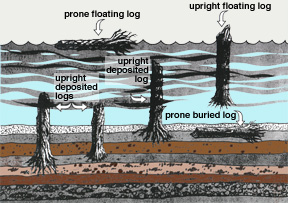 prone floating log
upright floating log
upright
deposited
logs
upright
deposited
log
prone buried log